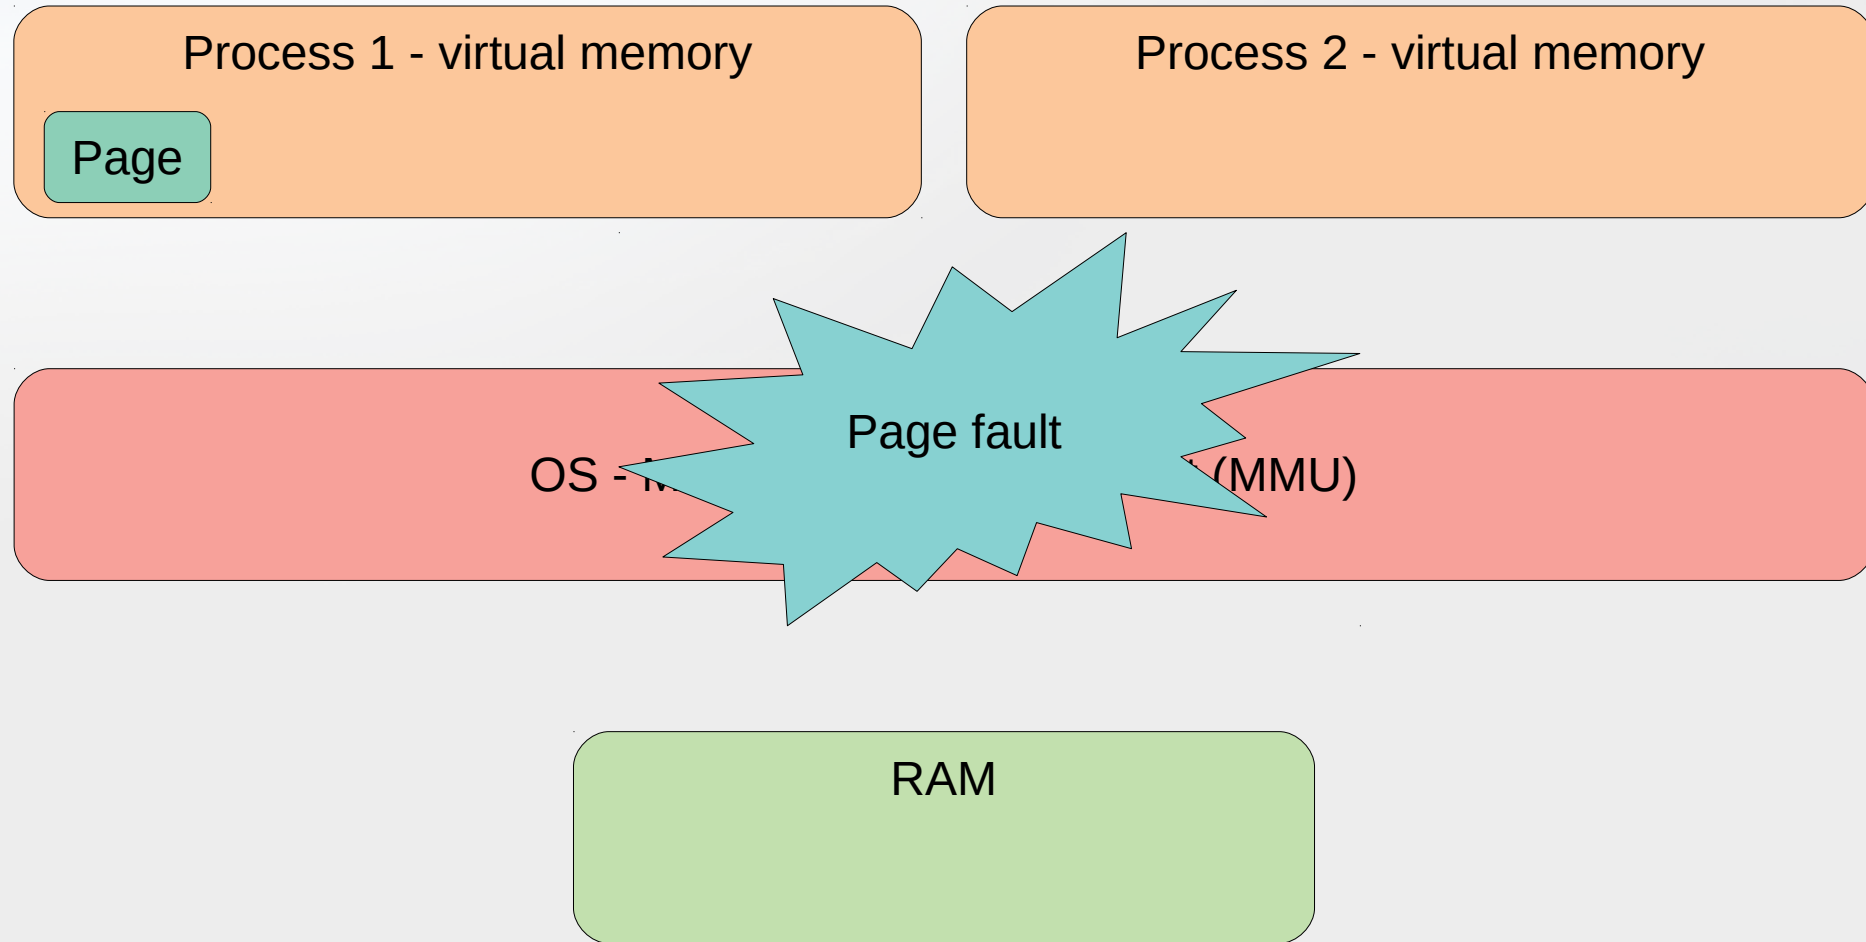 Process 1 - virtual memory
Process 2 - virtual memory
Page
Page fault
OS - (MMU)
RAM